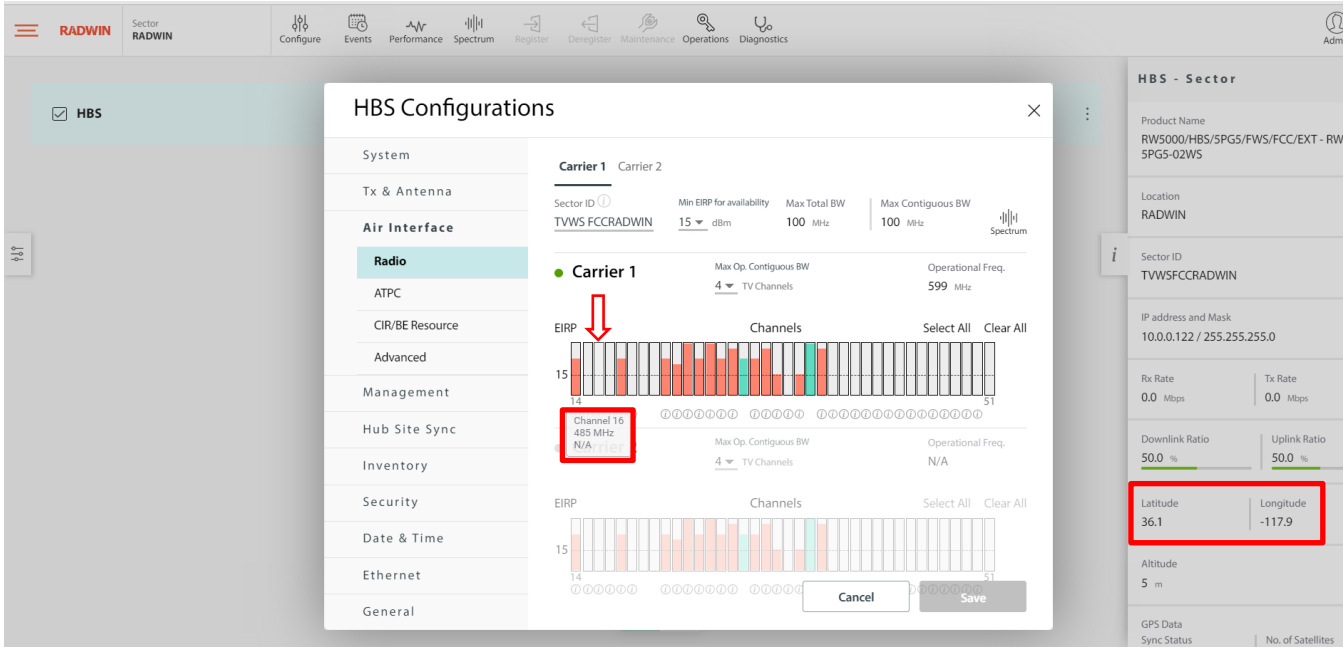 RADWIN
Sector
RADWIN
Configure
Events
Performance
Spectrum
Register
Deregister
Maintenance
Operations
Diagnostics
Adm
HBS
HBS Configurations
System
Tx & Antenna
Air Interface
Radio
ATPC
CIR/BE Resource
Advanced
Management
Hub Site Sync
Inventory
Security
Date & Time
Ethernet
General
Carrier 1 Carrier 2
Sector ID
TVWS FCCRADWIN
Min EIRP for availability
15 dBm
Max Total BW
100 MHz
Max Contiguous BW
100 MHz
Spectrum
Carrier 1
Max Op. Contiguous BW
4 TV Channels
Operational Freq.
599 MHz
EIRP
Channels
Select All Clear All
15
14
51
Channel 16
485 MHz
N/A
Carrier 2
Max Op. Contiguous BW
4 TV Channels
Operational Freq.
N/A
EIRP
Channels
Select All Clear All
15
14
51
Cancel
Save
HBS - Sector
Product Name
RW5000/HBS/5PG5/FWS/FCC/EXT - RW
5PG5-02WS
Location
RADWIN
Sector ID
TVWSFCCRADWIN
IP address and Mask
10.0.0.122 / 255.255.255.0
Rx Rate
0.0 Mbps
Tx Rate
0.0 Mbps
Downlink Ratio
50.0 %
Uplink Ratio
50.0 %
Latitude
36.1
Longitude
-117.9
Altitude
5 m
GPS Data
Sync Status
No. of Satellites